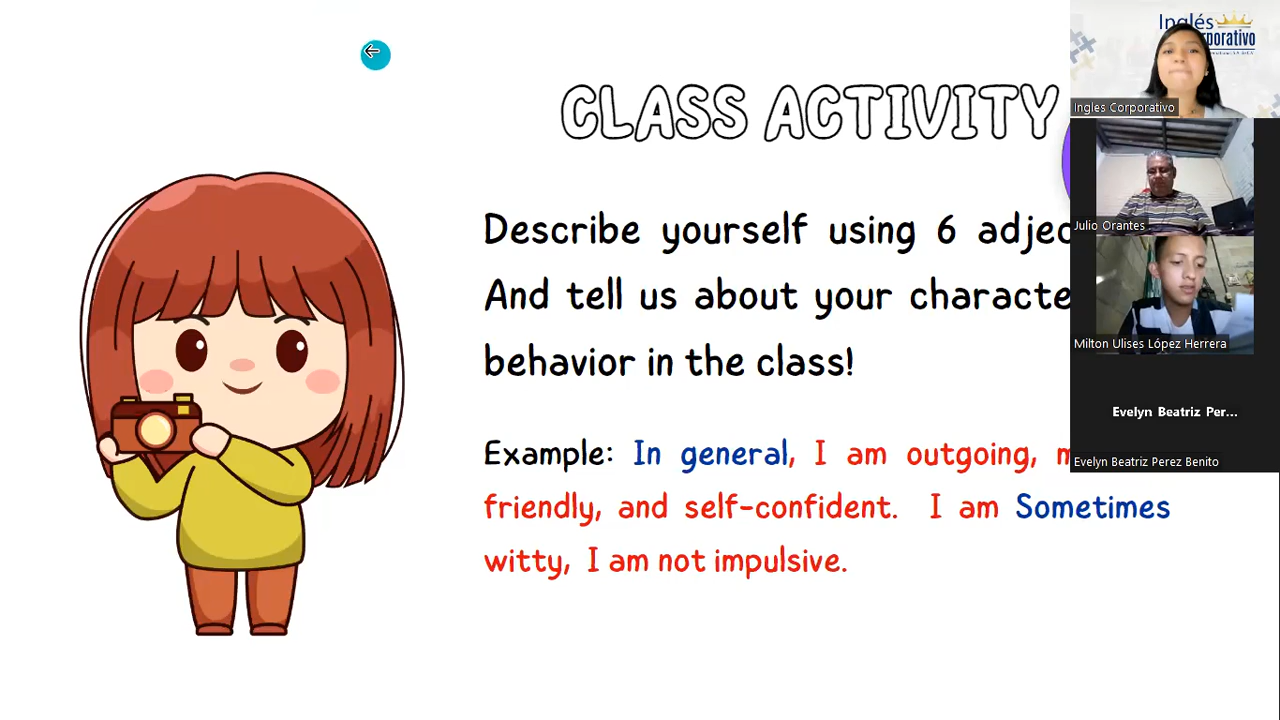 CLASS ACTIVITY
Describe yourself using 6
And tell us about your
behavior in the class!
Example: In general, I am outgoing,
friendly, and self-confident. I am Sometimes
witty, I am not impulsive.
Inglés
Ingles Corporativo
Julio Orantes
Milton Ulises López Herrera
Evelyn Beatriz Per...
Evelyn Beatriz Perez Benito